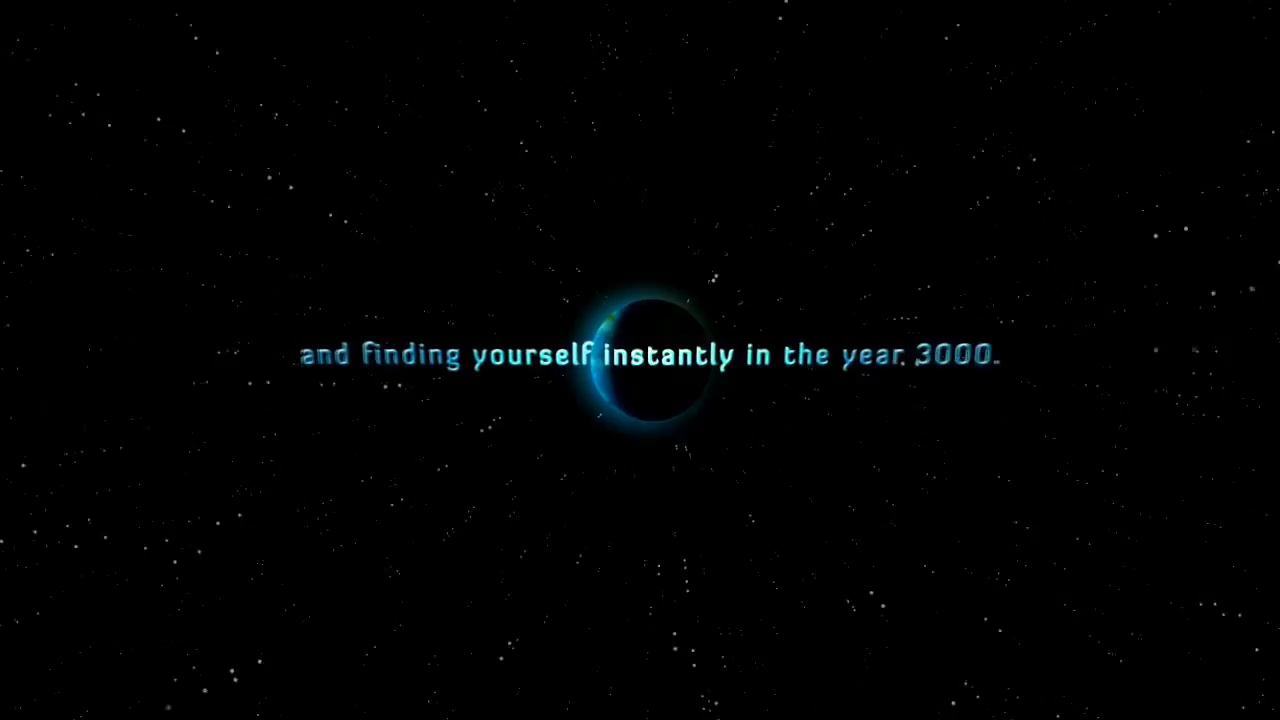 and finding yourself instantly in the year 3000.